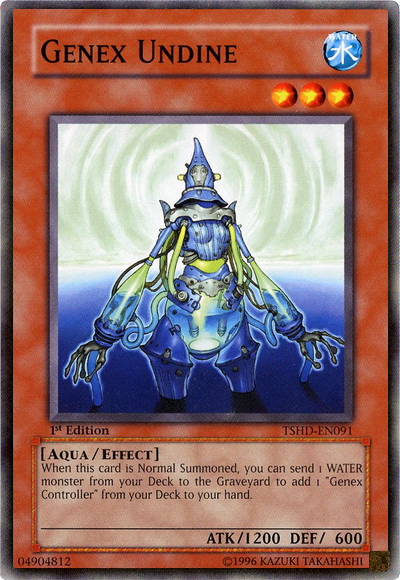 GENEX UNDINE
WATER
水
1st Edition
TSHD-EN091
[AQUA / EFFECT]
When this card is Normal Summoned, you can send 1 WATER
monster from your Deck to the Graveyard to add 1 "Genex
Controller" from your Deck to your hand.
ATK/1200 DEF/ 600
04904812
©1996 KAZUKI TAKAHASHI